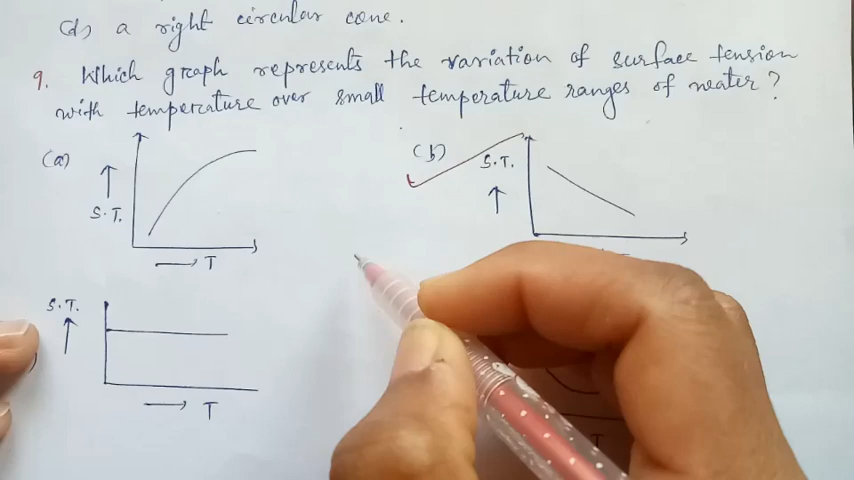 (d) a right circular cone.
9. Which graph represents the variation of surface tension
with temperature over small temperature ranges of water?
(a)
S.T.
T
(b)
S.T.
S.T.
T
T